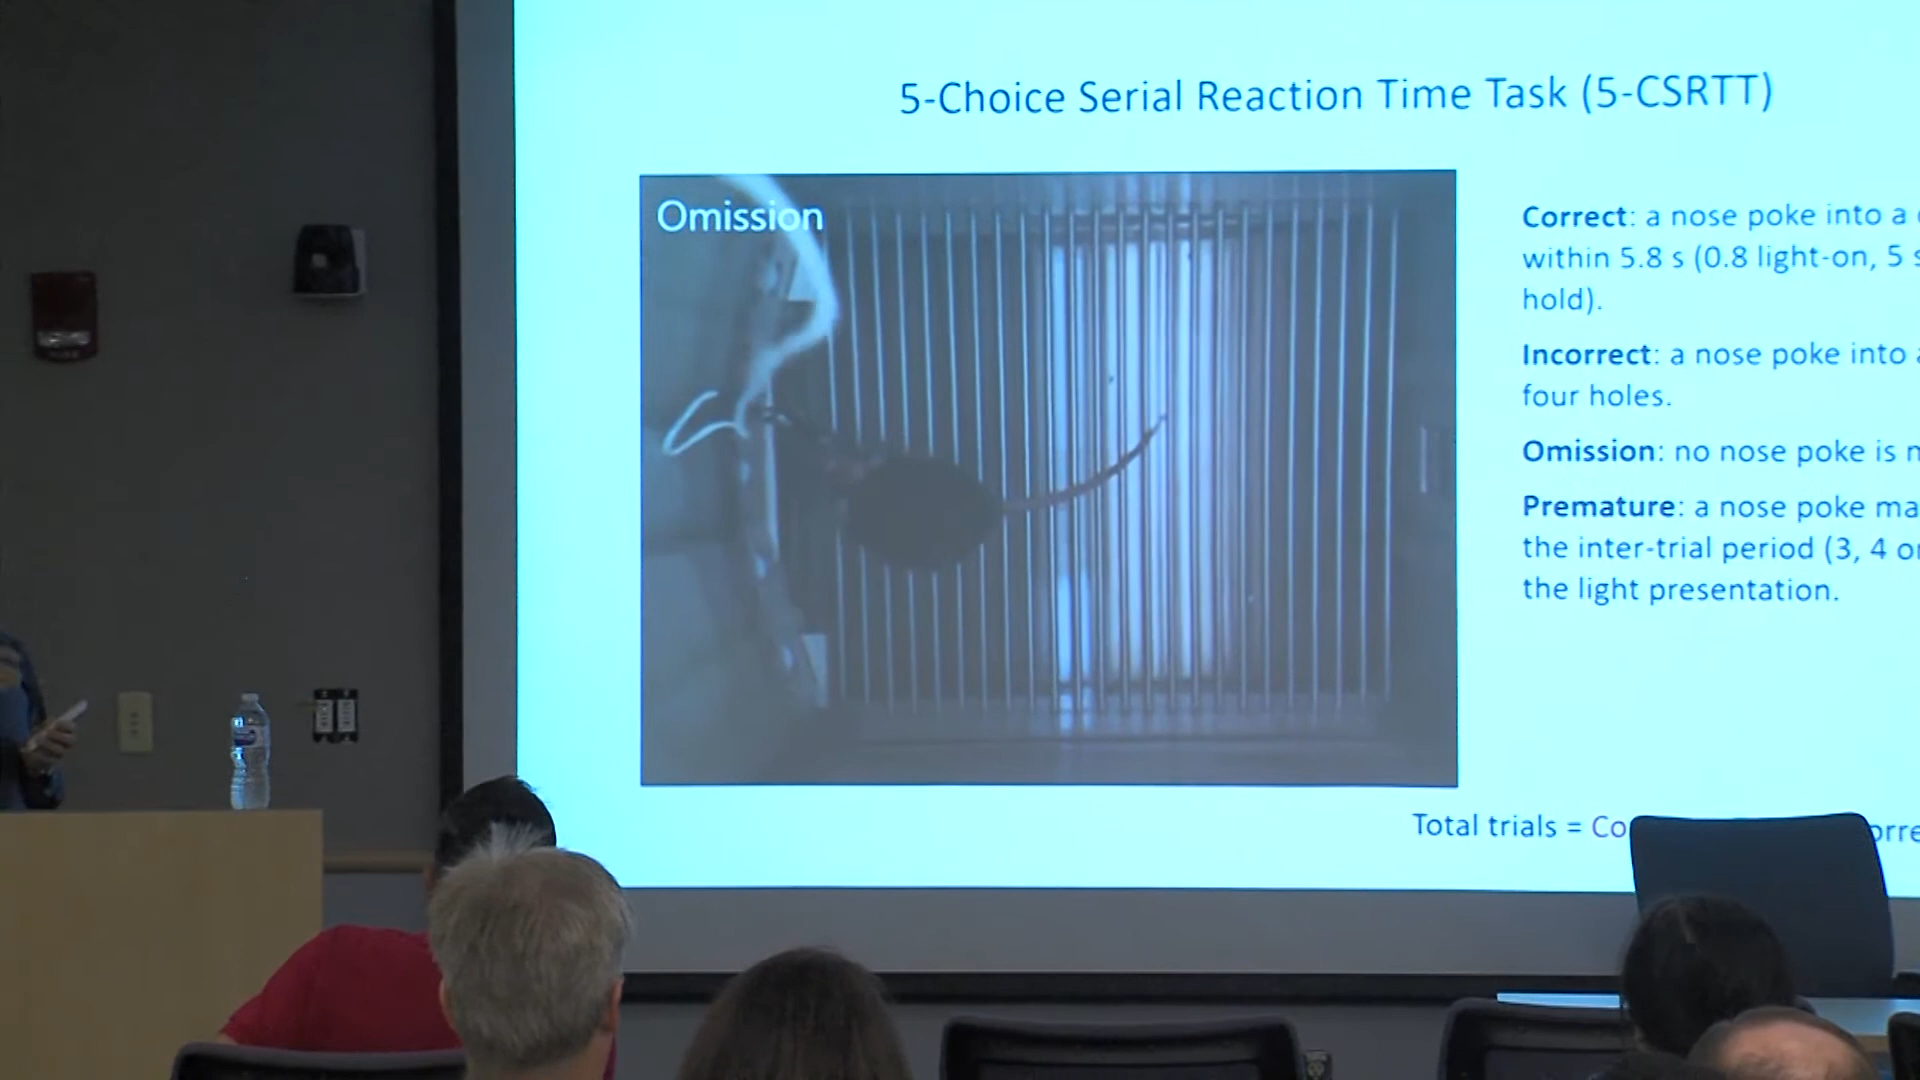 5-Choice Serial Reaction Time Task (5-CSRTT)
Omission
Correct: a nose poke into a
within 5.8 s (0.8 light-on, 5 s
hold).
Incorrect: a nose poke into
four holes.
Omission: no nose poke is
Premature: a nose poke
the inter-trial period (3, 4 or
the light presentation.
Total trials =